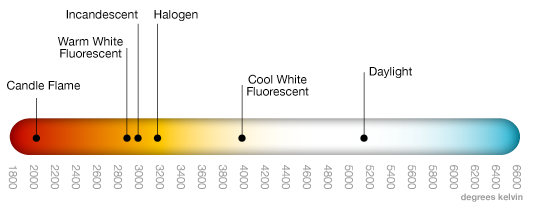 Incandescent
Halogen
Warm White
Fluorescent
Candle Flame
Cool White
Fluorescent
Daylight
1800
2000
2200
2400
2600
2800
3000
3200
3400
3600
3800
4000
4200
4400
4600
4800
5000
5200
5400
5600
5800
6000
6200
6400
6600
degrees kelvin